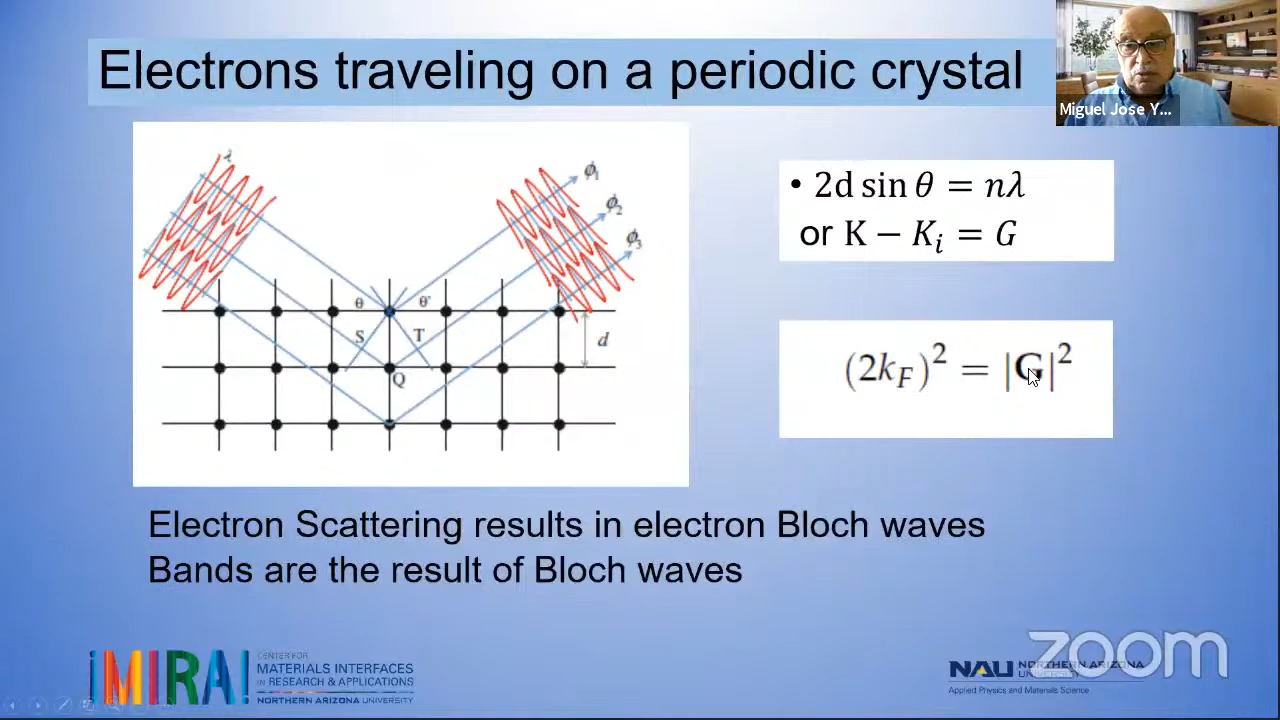 Electrons traveling on a periodic crystal
Miguel Jose Y...
λ
ϕ1
ϕ2
ϕ3
θ θ'
S T
d
Q
• 2d sin θ = nλ
or K − Kᵢ = G
(2k_F)² = |G|²
Electron Scattering results in electron Bloch waves
Bands are the result of Bloch waves
¡MIRA!
CENTER FOR
MATERIALS INTERFACES
IN RESEARCH & APPLICATIONS
NORTHERN ARIZONA UNIVERSITY
zoom
NAU NORTHERN ARIZONA
UNIVERSITY
Applied Physics and Materials Science